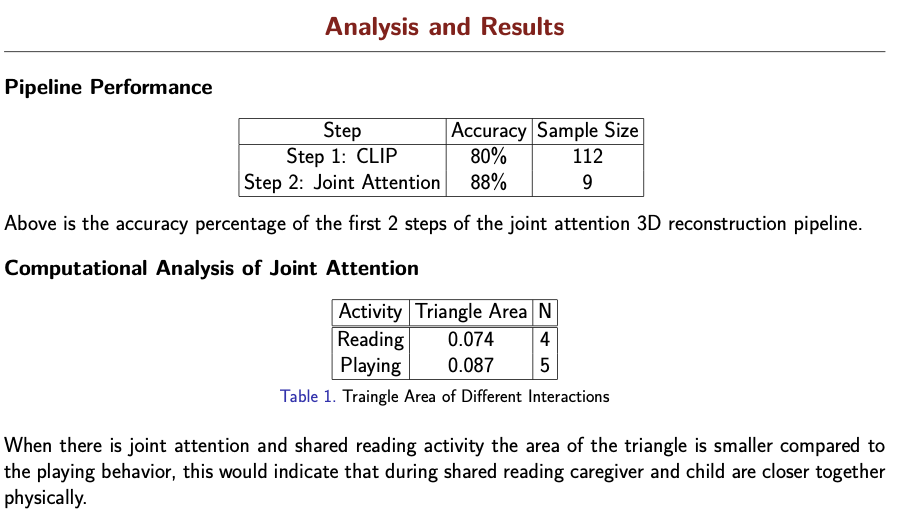 Analysis and Results
Pipeline Performance
Step Accuracy Sample Size
Step 1: CLIP 80% 112
Step 2: Joint Attention 88% 9
Above is the accuracy percentage of the first 2 steps of the joint attention 3D reconstruction pipeline.
Computational Analysis of Joint Attention
Activity Triangle Area N
Reading 0.074 4
Playing 0.087 5
Table 1. Traingle Area of Different Interactions
When there is joint attention and shared reading activity the area of the triangle is smaller compared to
the playing behavior, this would indicate that during shared reading caregiver and child are closer together
physically.